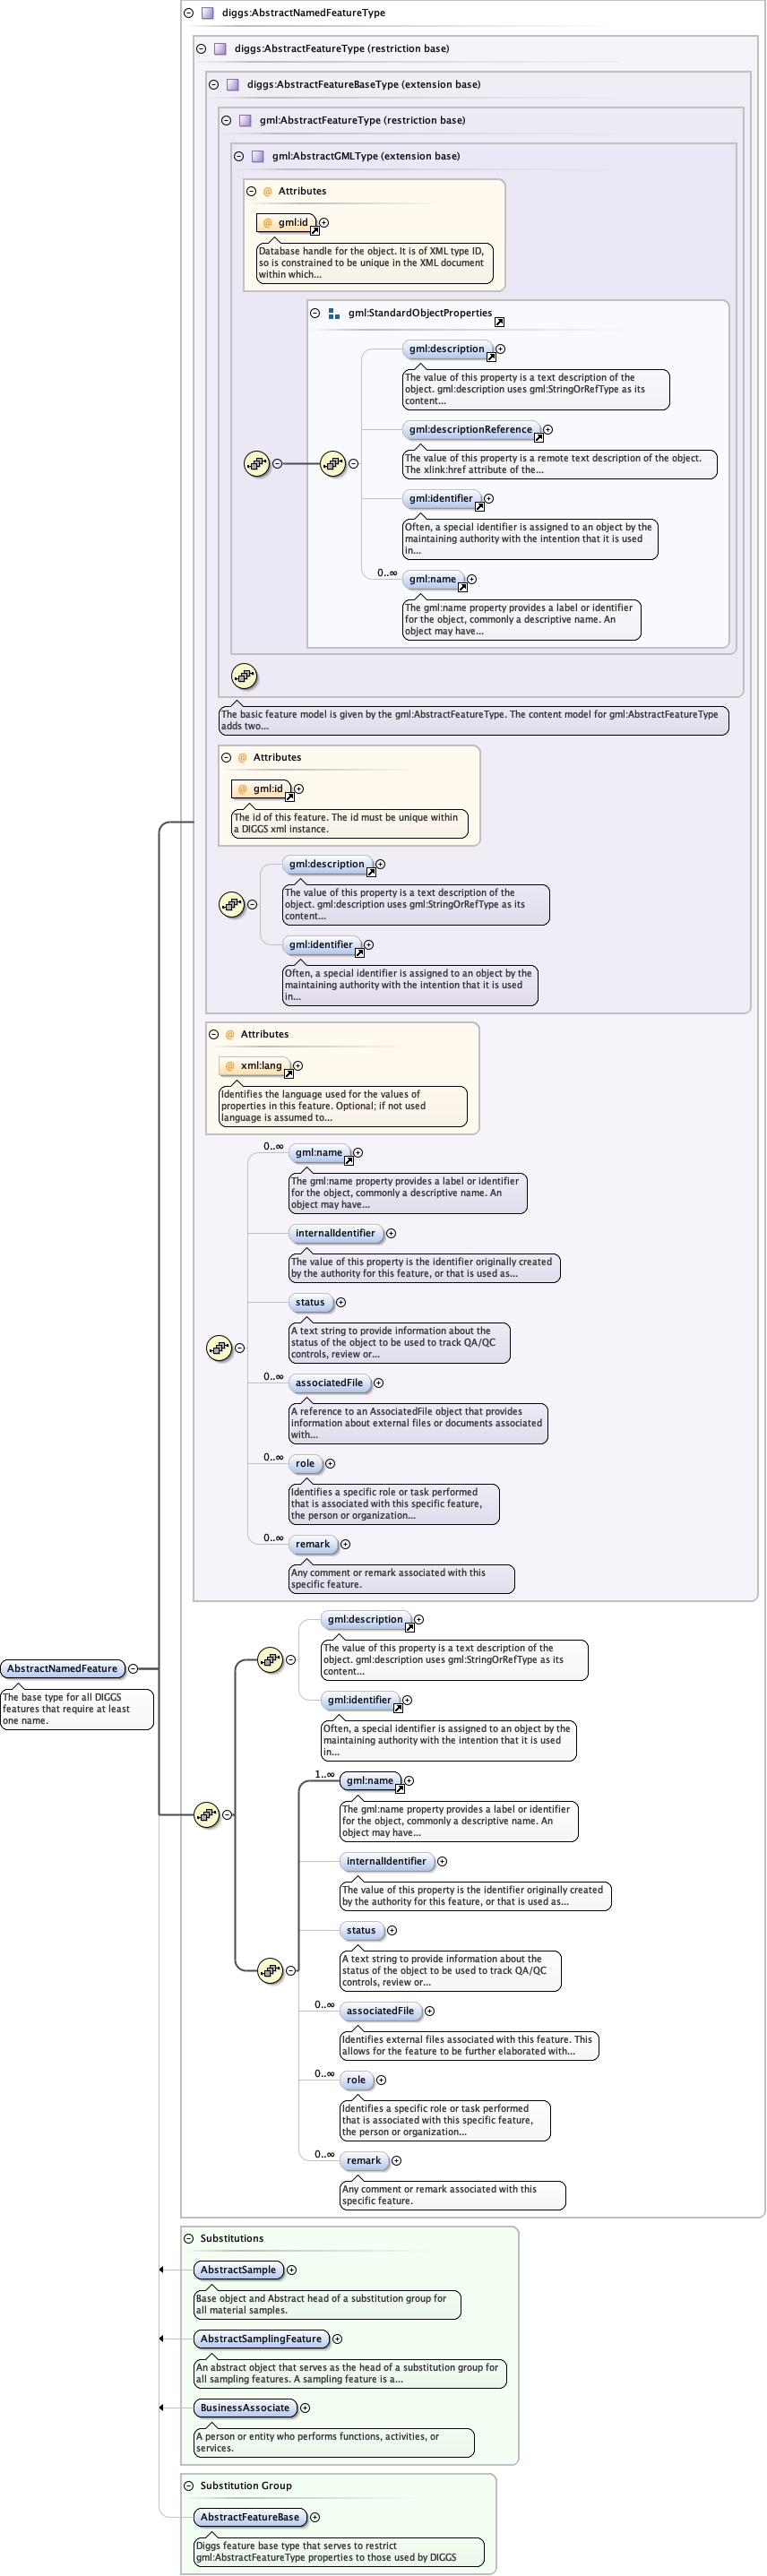 diggs:AbstractNamedFeatureType
diggs:AbstractFeatureType (restriction base)
diggs:AbstractFeatureBaseType (extension base)
gml:AbstractFeatureType (restriction base)
gml:AbstractGMLType (extension base)
@ Attributes
@ gml:id
Database handle for the object. It is of XML type ID,
so is constrained to be unique in the XML document
within which...
gml:StandardObjectProperties
gml:description
The value of this property is a text description of the
object. gml:description uses gml:StringOrRefType as its
content...
gml:descriptionReference
The value of this property is a remote text description of the object.
The xlink:href attribute of the...
gml:identifier
Often, a special identifier is assigned to an object by the
maintaining authority with the intention that it is used
in...
0..∞
gml:name
The gml:name property provides a label or identifier
for the object, commonly a descriptive name. An
object may have...
The basic feature model is given by the gml:AbstractFeatureType. The content model for gml:AbstractFeatureType
adds two...
@ Attributes
@ gml:id
The id of this feature. The id must be unique within
a DIGGS xml instance.
gml:description
The value of this property is a text description of the
object. gml:description uses gml:StringOrRefType as its
content...
gml:identifier
Often, a special identifier is assigned to an object by the
maintaining authority with the intention that it is used
in...
@ Attributes
@ xml:lang
Identifies the language used for the values of
properties in this feature. Optional; if not used
language is assumed to...
0..∞
gml:name
The gml:name property provides a label or identifier
for the object, commonly a descriptive name. An
object may have...
internalIdentifier
The value of this property is the identifier originally created
by the authority for this feature, or that is used as...
status
A text string to provide information about the
status of the object to be used to track QA/QC
controls, review or...
0..∞
associatedFile
A reference to an AssociatedFile object that provides
information about external files or documents associated
with...
0..∞
role
Identifies a specific role or task performed
that is associated with this specific feature,
the person or organization...
0..∞
remark
Any comment or remark associated with this
specific feature.
AbstractNamedFeature
The base type for all DIGGS
features that require at least
one name.
gml:description
The value of this property is a text description of the
object. gml:description uses gml:StringOrRefType as its
content...
gml:identifier
Often, a special identifier is assigned to an object by the
maintaining authority with the intention that it is used
in...
1..∞
gml:name
The gml:name property provides a label or identifier
for the object, commonly a descriptive name. An
object may have...
internalIdentifier
The value of this property is the identifier originally created
by the authority for this feature, or that is used as...
status
A text string to provide information about the
status of the object to be used to track QA/QC
controls, review or...
0..∞
associatedFile
Identifies external files associated with this feature. This
allows for the feature to be further elaborated with...
0..∞
role
Identifies a specific role or task performed
that is associated with this specific feature,
the person or organization...
0..∞
remark
Any comment or remark associated with this
specific feature.
Substitutions
AbstractSample
Base object and Abstract head of a substitution group for
all material samples.
AbstractSamplingFeature
An abstract object that serves as the head of a substitution group for
all sampling features. A sampling feature is a...
BusinessAssociate
A person or entity who performs functions, activities, or
services.
Substitution Group
AbstractFeatureBase
Diggs feature base type that serves to restrict
gml:AbstractFeatureType properties to those used by DIGGS